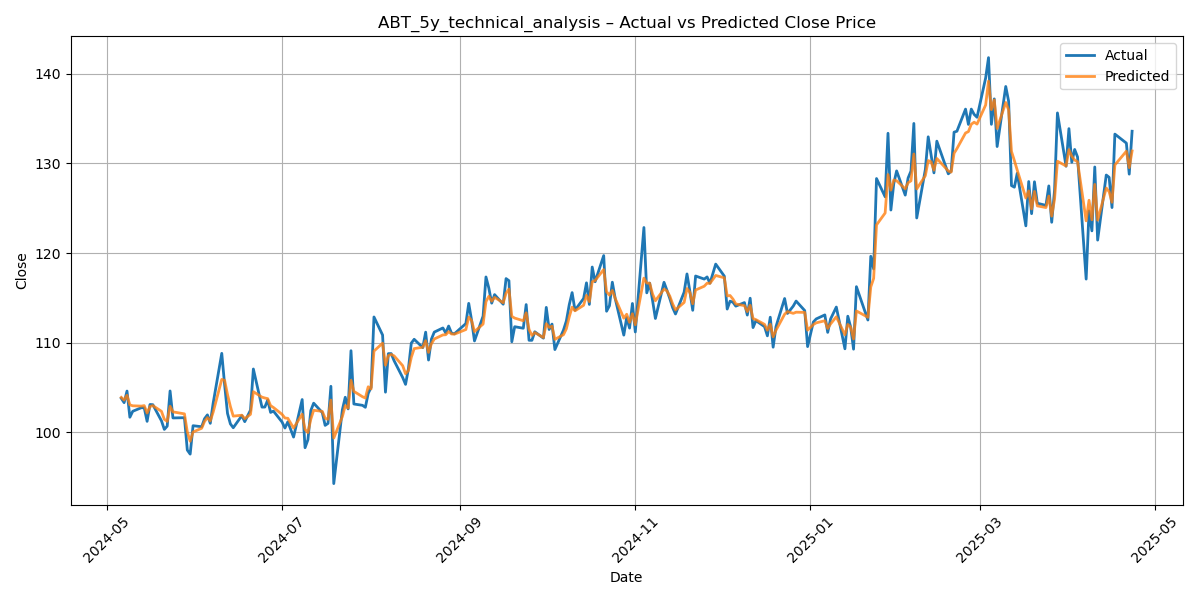 ABT_5y_technical_analysis – Actual vs Predicted Close Price
Actual
Predicted
Close
140
130
120
110
100
2024-05
2024-07
2024-09
2024-11
2025-01
2025-03
2025-05
Date